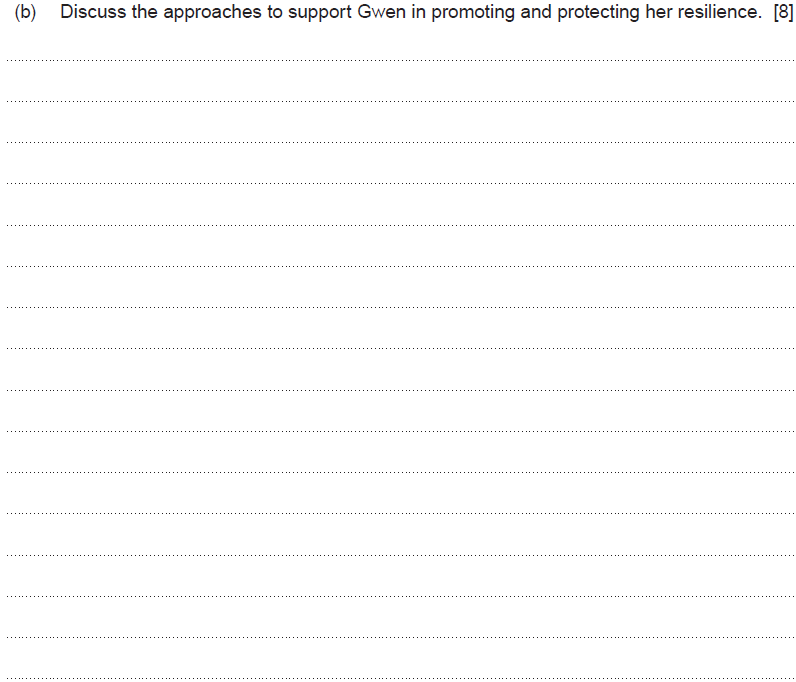 (b) Discuss the approaches to support Gwen in promoting and protecting her resilience. [8]